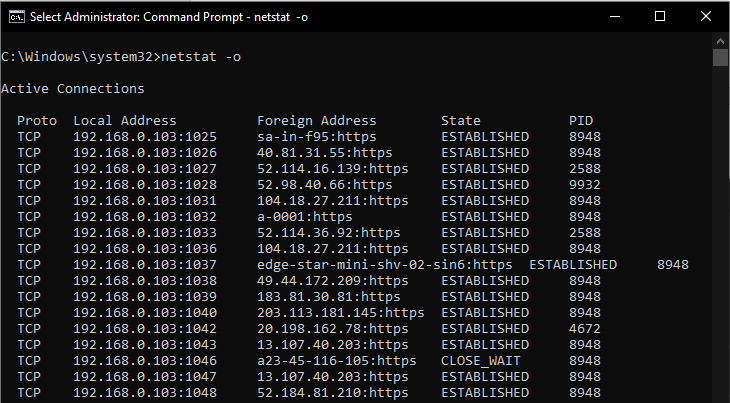 Select Administrator: Command Prompt - netstat -o
C:\Windows\system32>netstat -o
Active Connections
Proto Local Address Foreign Address State PID
TCP 192.168.0.103:1025 sa-in-f95:https ESTABLISHED 8948
TCP 192.168.0.103:1026 40.81.31.55:https ESTABLISHED 8948
TCP 192.168.0.103:1027 52.114.16.139:https ESTABLISHED 2588
TCP 192.168.0.103:1028 52.98.40.66:https ESTABLISHED 9932
TCP 192.168.0.103:1031 104.18.27.211:https ESTABLISHED 8948
TCP 192.168.0.103:1032 a-0001:https ESTABLISHED 8948
TCP 192.168.0.103:1033 52.114.36.92:https ESTABLISHED 2588
TCP 192.168.0.103:1036 104.18.27.211:https ESTABLISHED 8948
TCP 192.168.0.103:1037 edge-star-mini-shv-02-sin6:https ESTABLISHED 8948
TCP 192.168.0.103:1038 49.44.172.209:https ESTABLISHED 8948
TCP 192.168.0.103:1039 183.81.30.81:https ESTABLISHED 8948
TCP 192.168.0.103:1040 203.113.181.145:https ESTABLISHED 8948
TCP 192.168.0.103:1042 20.198.162.78:https ESTABLISHED 4672
TCP 192.168.0.103:1043 13.107.40.203:https ESTABLISHED 8948
TCP 192.168.0.103:1046 a23-45-116-105:https CLOSE_WAIT 8948
TCP 192.168.0.103:1047 13.107.40.203:https ESTABLISHED 8948
TCP 192.168.0.103:1048 52.184.81.210:https ESTABLISHED 8948